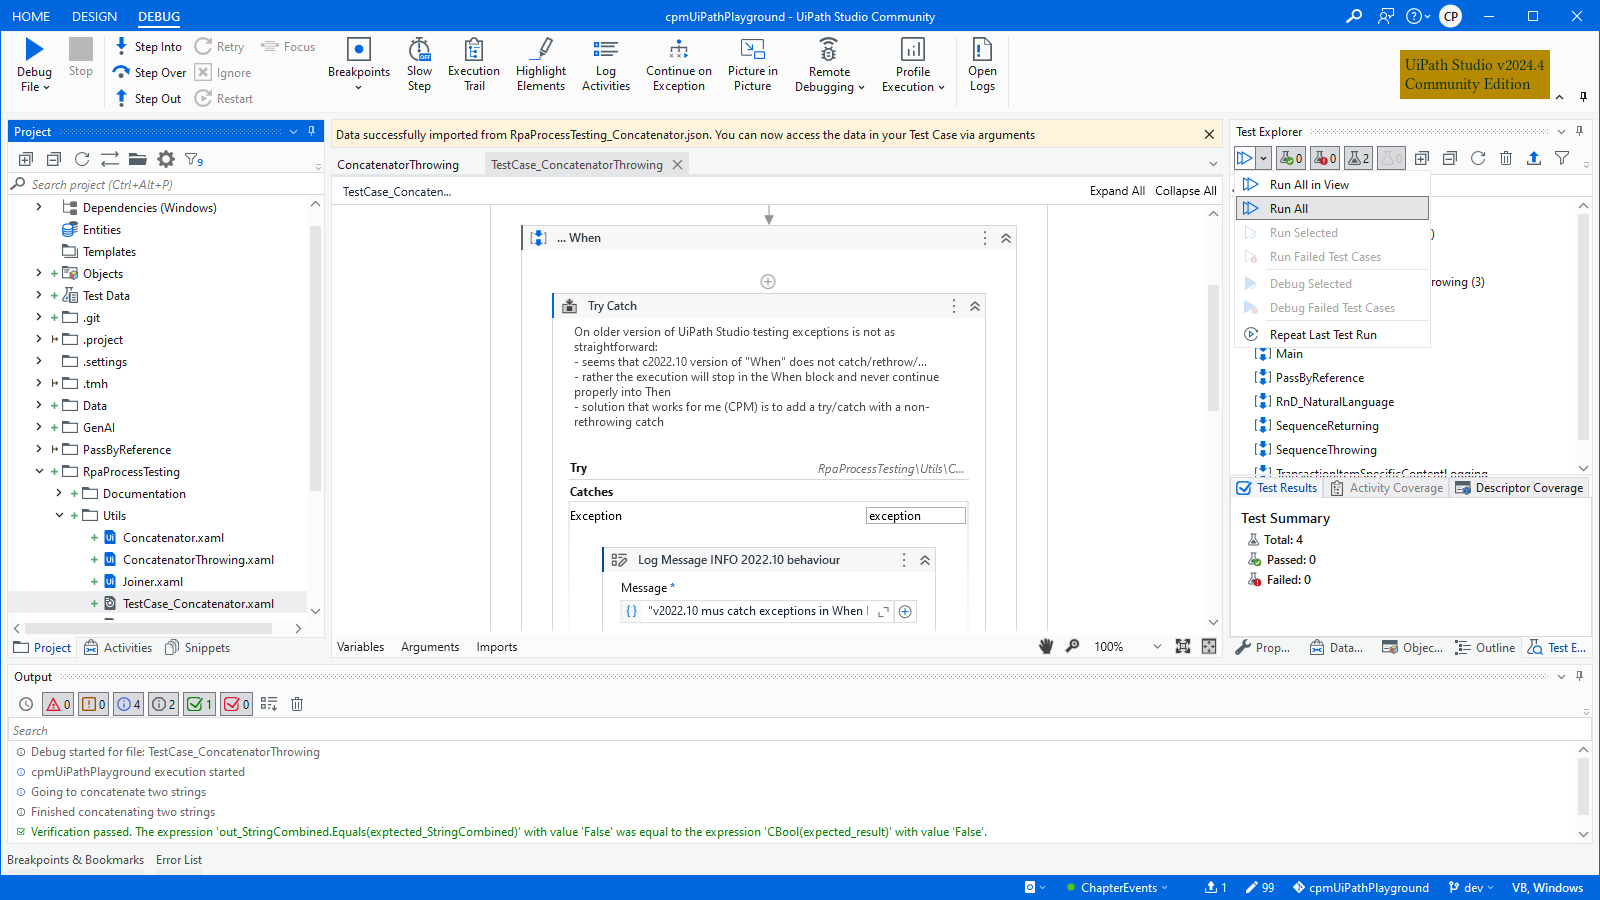 HOME DESIGN DEBUG
cpmUiPathPlayground - UiPath Studio Community
CP
Debug
File
Stop
Step Into
Step Over
Step Out
Retry
Ignore
Restart
Focus
Breakpoints
Slow
Step
Execution
Trail
Highlight
Elements
Log
Activities
Continue on
Exception
Picture in
Picture
Remote
Debugging
Profile
Execution
Open
Logs
UiPath Studio v2024.4
Community Edition
Project
9
Search project (Ctrl+Alt+P)
Dependencies (Windows)
Entities
Templates
Objects
Test Data
.git
.project
.settings
.tmh
Data
GenAI
PassByReference
RpaProcessTesting
Documentation
Utils
Concatenator.xaml
ConcatenatorThrowing.xaml
Joiner.xaml
TestCase_Concatenator.xaml
Project Activities Snippets
Data successfully imported from RpaProcessTesting_Concatenator.json. You can now access the data in your Test Case via arguments
ConcatenatorThrowing TestCase_ConcatenatorThrowing
TestCase_Concaten...
Expand All Collapse All
... When
Try Catch
On older version of UiPath Studio testing exceptions is not as
straightforward:
- seems that c2022.10 version of "When" does not catch/rethrow/...
- rather the execution will stop in the When block and never continue
properly into Then
- solution that works for me (CPM) is to add a try/catch with a non-
rethrowing catch
Try RpaProcessTesting\Utils\C...
Catches
Exception exception
Log Message INFO 2022.10 behaviour
Message *
"v2022.10 mus catch exceptions in When
Variables Arguments Imports
100%
Test Explorer
0 0 2 0
Run All in View
Run All
Run Selected
Run Failed Test Cases
Debug Selected
Debug Failed Test Cases
Repeat Last Test Run
)
rowing (3)
Main
PassByReference
RnD_NaturalLanguage
SequenceReturning
SequenceThrowing
TransactionItemSpecificContentLogging
Test Results Activity Coverage Descriptor Coverage
Test Summary
Total: 4
Passed: 0
Failed: 0
Prop... Data... Objec... Outline Test E...
Output
0 0 4 2 1 0
Search
Debug started for file: TestCase_ConcatenatorThrowing
cpmUiPathPlayground execution started
Going to concatenate two strings
Finished concatenating two strings
Verification passed. The expression 'out_StringCombined.Equals(exptected_StringCombined)' with value 'False' was equal to the expression 'CBool(expected_result)' with value 'False'.
Breakpoints & Bookmarks Error List
ChapterEvents 1 99 cpmUiPathPlayground dev VB, Windows